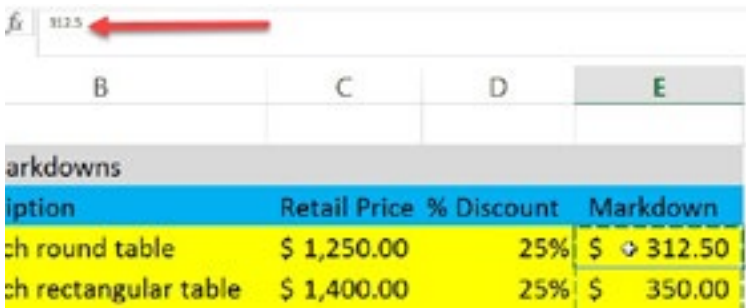 fx 312.5
B C D E
arkdowns
iption Retail Price % Discount Markdown
ch round table $ 1,250.00 25% $ 312.50
ch rectangular table $ 1,400.00 25% $ 350.00